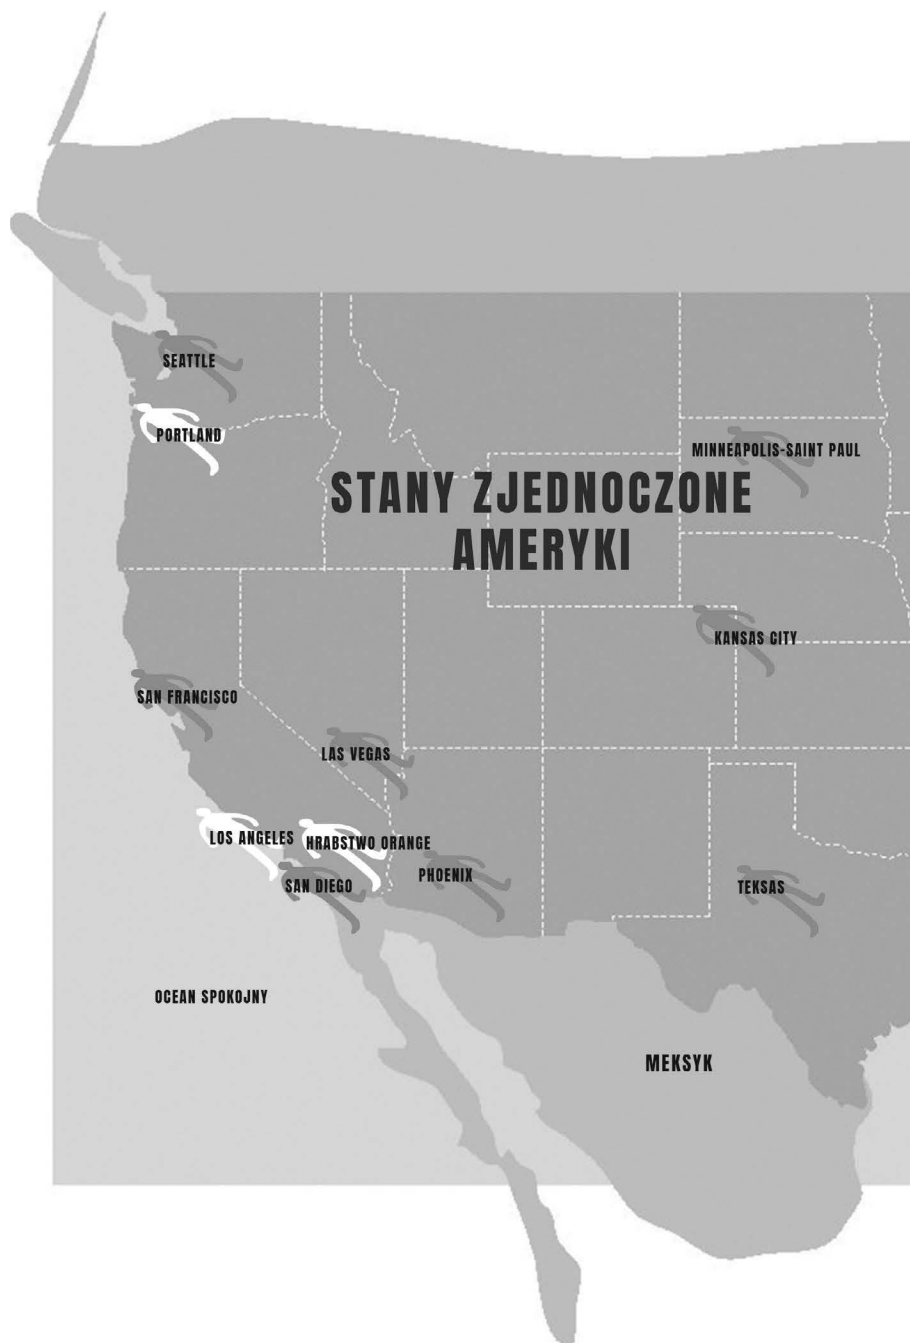 SEATTLE
PORTLAND
MINNEAPOLIS-SAINT PAUL
STANY ZJEDNOCZONE
AMERYKI
KANSAS CITY
SAN FRANCISCO
LAS VEGAS
LOS ANGELES
HRABSTWO ORANGE
PHOENIX
SAN DIEGO
TEKSAS
OCEAN SPOKOJNY
MEKSYK